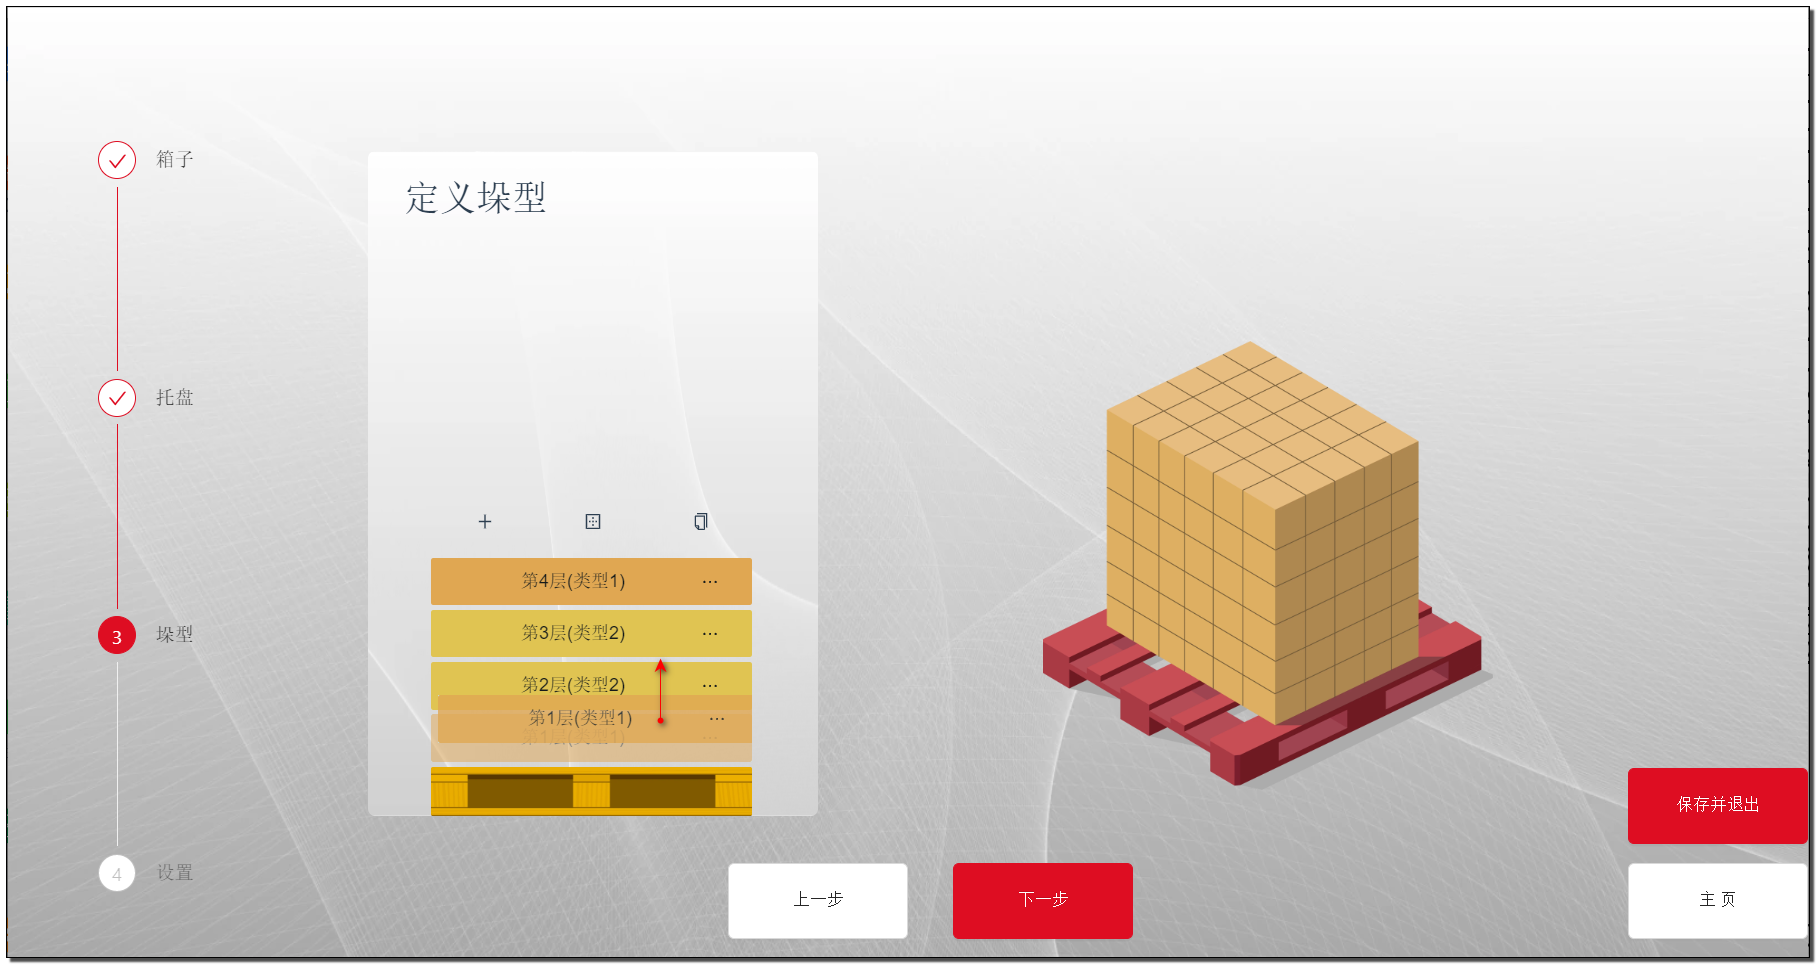 箱子
托盘
3
垛型
4
设置
定义垛型
第4层(类型1) ...
第3层(类型2) ...
第2层(类型2) ...
第1层(类型1) ...
第1层(类型1) ...
上一步
下一步
保存并退出
主 页